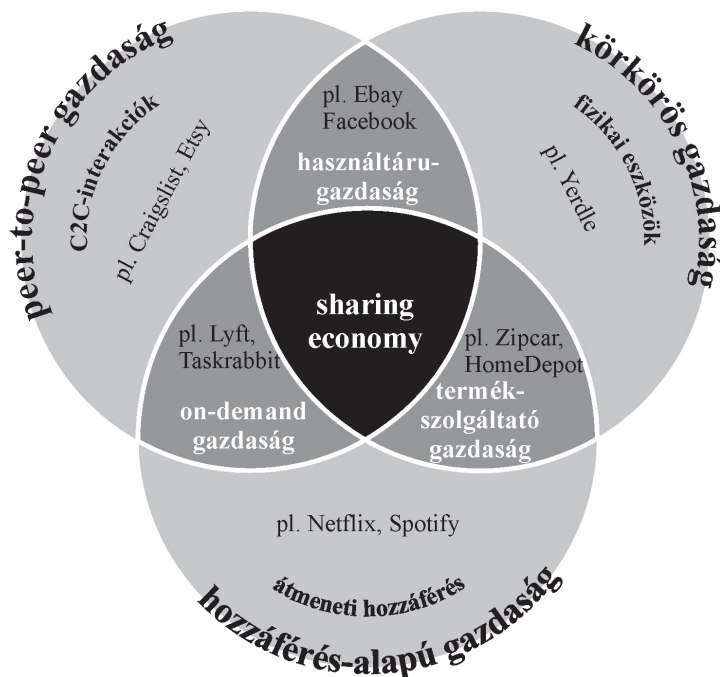 peer-to-peer gazdaság
C2C-interakciók
pl. Craigslist, Etsy
körkörös gazdaság
fizikai eszközök
pl. Yerdle
pl. Ebay
Facebook
használtáru-
gazdaság
sharing
economy
pl. Lyft,
Taskrabbit
on-demand
gazdaság
pl. Zipcar,
HomeDepot
termék-
szolgáltató
gazdaság
pl. Netflix, Spotify
átmeneti hozzáférés
hozzáférés-alapú gazdaság